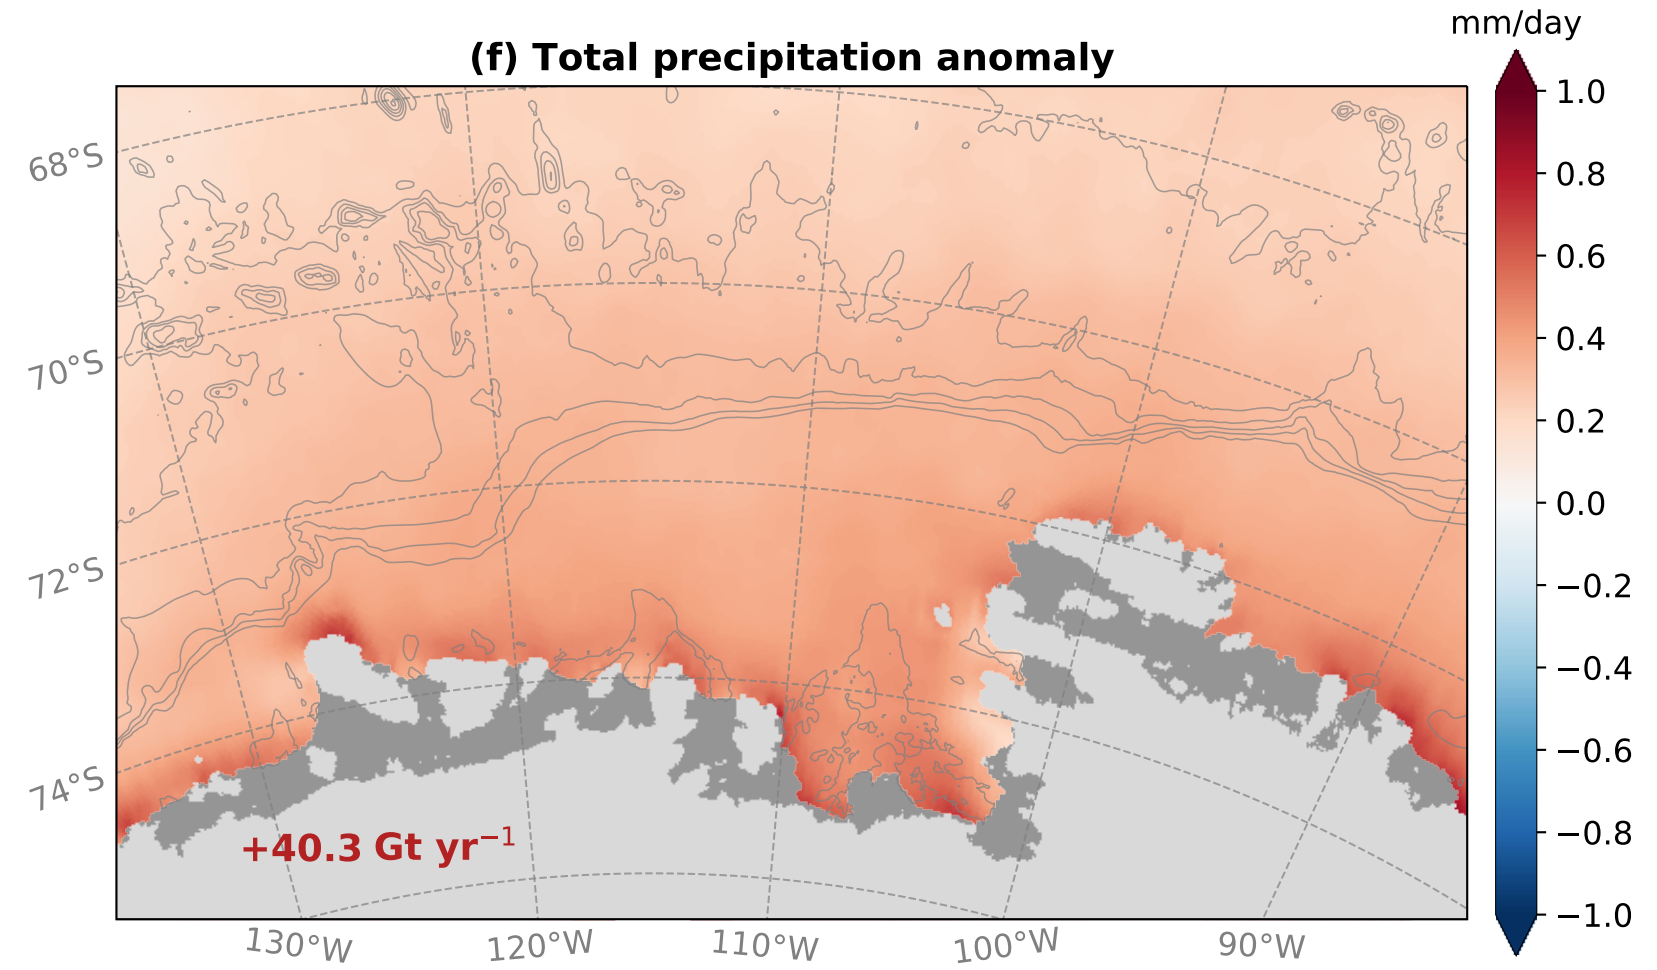 mm/day
(f) Total precipitation anomaly
1.0
0.8
0.6
0.4
0.2
0.0
−0.2
−0.4
−0.6
−0.8
−1.0
68°S
70°S
72°S
74°S
+40.3 Gt yr⁻¹
130°W 120°W 110°W 100°W 90°W